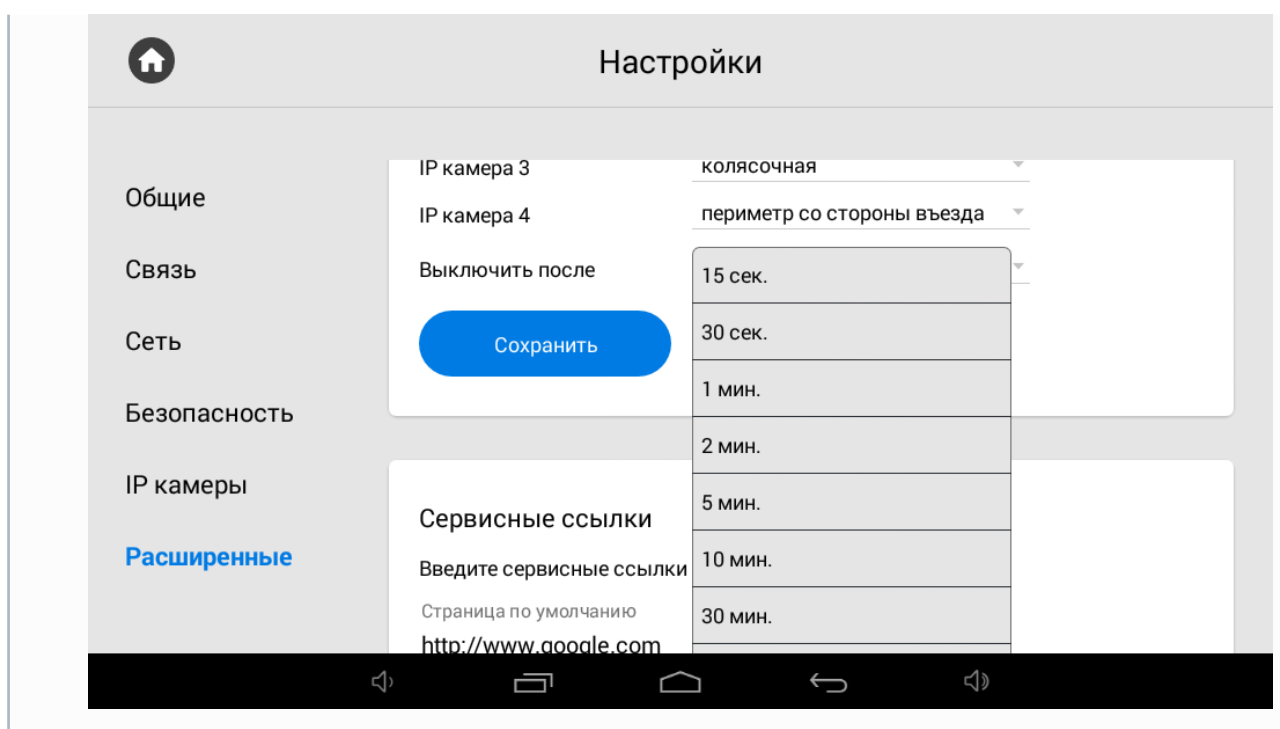 Настройки
Общие
Связь
Сеть
Безопасность
IP камеры
Расширенные
IP камера 3 колясочная
IP камера 4 периметр со стороны въезда
Выключить после
15 сек.
30 сек.
1 мин.
2 мин.
5 мин.
10 мин.
30 мин.
Сохранить
Сервисные ссылки
Введите сервисные ссылки
Страница по умолчанию
http://www.google.com